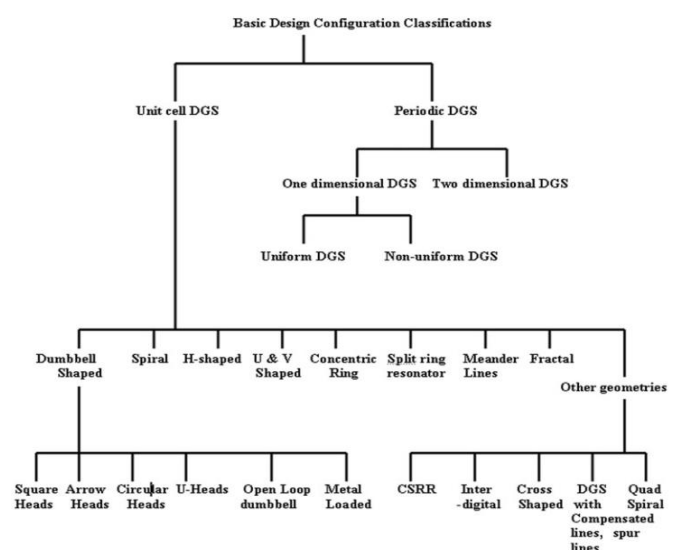 Basic Design Configuration Classifications
Unit cell DGS
Periodic DGS
One dimensional DGS
Two dimensional DGS
Uniform DGS
Non-uniform DGS
Dumbbell
Shaped
Spiral
H-shaped
U & V
Shaped
Concentric
Ring
Split ring
resonator
Meander
Lines
Fractal
Other geometries
Square
Heads
Arrow
Heads
Circular
Heads
U-Heads
Open Loop
dumbbell
Metal
Loaded
CSRR
Inter
-digital
Cross
Shaped
DGS
with
Compensated
lines, spur
lines
Quad
Spiral